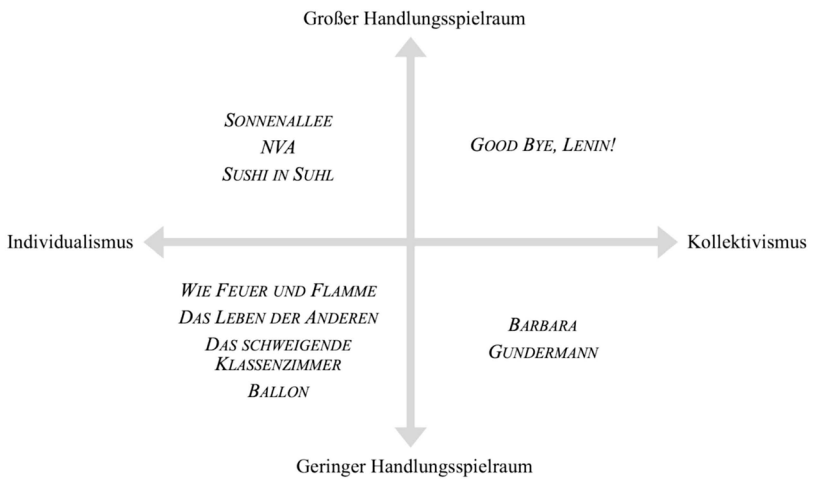 Großer Handlungsspielraum
SONNENALLEE
NVA
SUSHI IN SUHL
GOOD BYE, LENIN!
Individualismus
Kollektivismus
WIE FEUER UND FLAMME
DAS LEBEN DER ANDEREN
DAS SCHWEIGENDE
KLASSENZIMMER
BALLON
BARBARA
GUNDERMANN
Geringer Handlungsspielraum